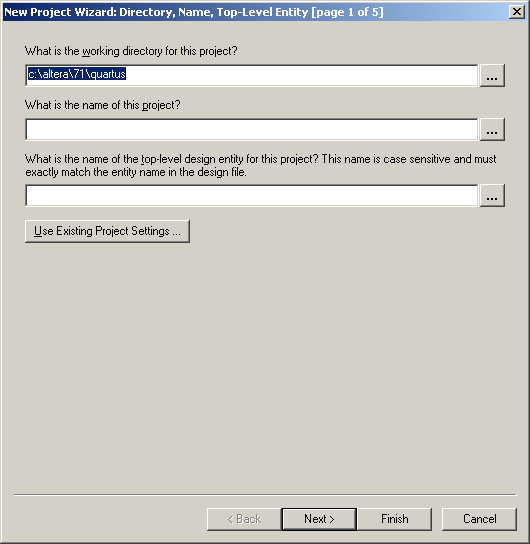 New Project Wizard: Directory, Name, Top-Level Entity [page 1 of 5]
What is the working directory for this project?
c:\altera\71\quartus
...
What is the name of this project?
...
What is the name of the top-level design entity for this project? This name is case sensitive and must
exactly match the entity name in the design file.
...
Use Existing Project Settings ...
< Back
Next >
Finish
Cancel